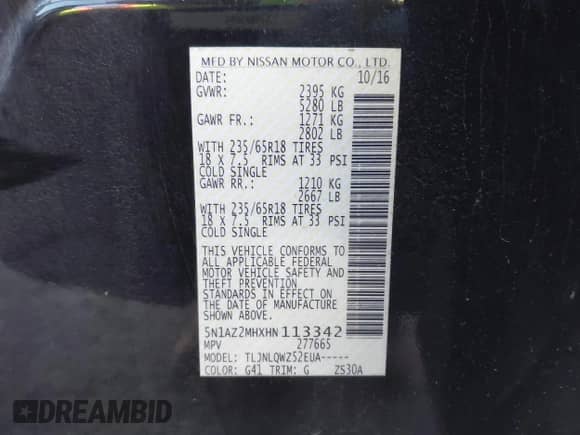 MFD BY NISSAN MOTOR CO., LTD.
DATE: 10/16
GVWR: 2395 KG
5280 LB
GAWR FR.: 1271 KG
2802 LB
WITH 235/65R18 TIRES
18 X 7.5 RIMS AT 33 PSI
COLD SINGLE
GAWR RR.: 1210 KG
2667 LB
WITH 235/65R18 TIRES
18 X 7.5 RIMS AT 33 PSI
COLD SINGLE
THIS VEHICLE CONFORMS TO
ALL APPLICABLE FEDERAL
MOTOR VEHICLE SAFETY AND
THEFT PREVENTION
STANDARDS IN EFFECT ON
THE DATE OF MANUFACTURE
SHOWN ABOVE.
5N1AZ2MHXHN113342
MPV 277665
MODEL: TLJNLQWZ52EUA-----
COLOR: G41 TRIM: G ZS30A
DREAMBID